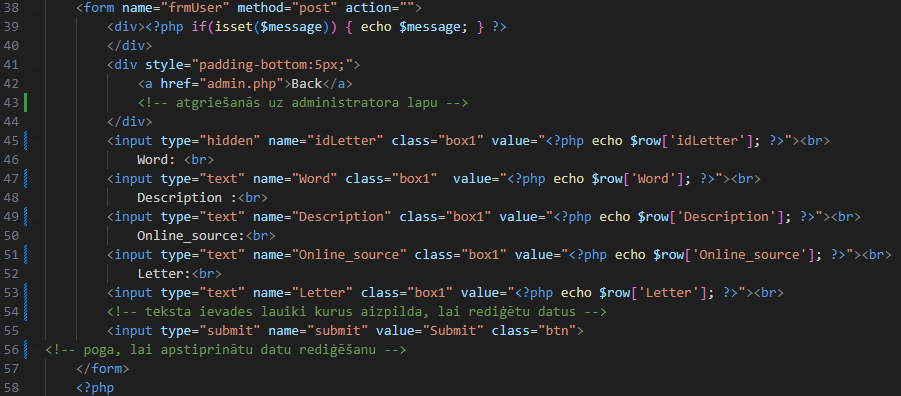 38 <form name="frmUser" method="post" action="">
39 <div><?php if(isset($message)) { echo $message; } ?>
40 </div>
41 <div style="padding-bottom:5px;">
42 <a href="admin.php">Back</a>
43 <!-- atgriešanās uz administratora lapu -->
44 </div>
45 <input type="hidden" name="idLetter" class="box1" value="<?php echo $row['idLetter']; ?>"><br>
46 Word: <br>
47 <input type="text" name="Word" class="box1"  value="<?php echo $row['Word']; ?>"><br>
48 Description :<br>
49 <input type="text" name="Description" class="box1" value="<?php echo $row['Description']; ?>"><br>
50 Online_source:<br>
51 <input type="text" name="Online_source" class="box1" value="<?php echo $row['Online_source']; ?>"><br>
52 Letter:<br>
53 <input type="text" name="Letter" class="box1" value="<?php echo $row['Letter']; ?>"><br>
54 <!-- teksta ievades lauiki kurus aizpilda, lai rediģētu datus -->
55 <input type="submit" name="submit" value="Submit" class="btn">
56 <!-- poga, lai apstiprinātu datu rediģēšanu -->
57 </form>
58 <?php